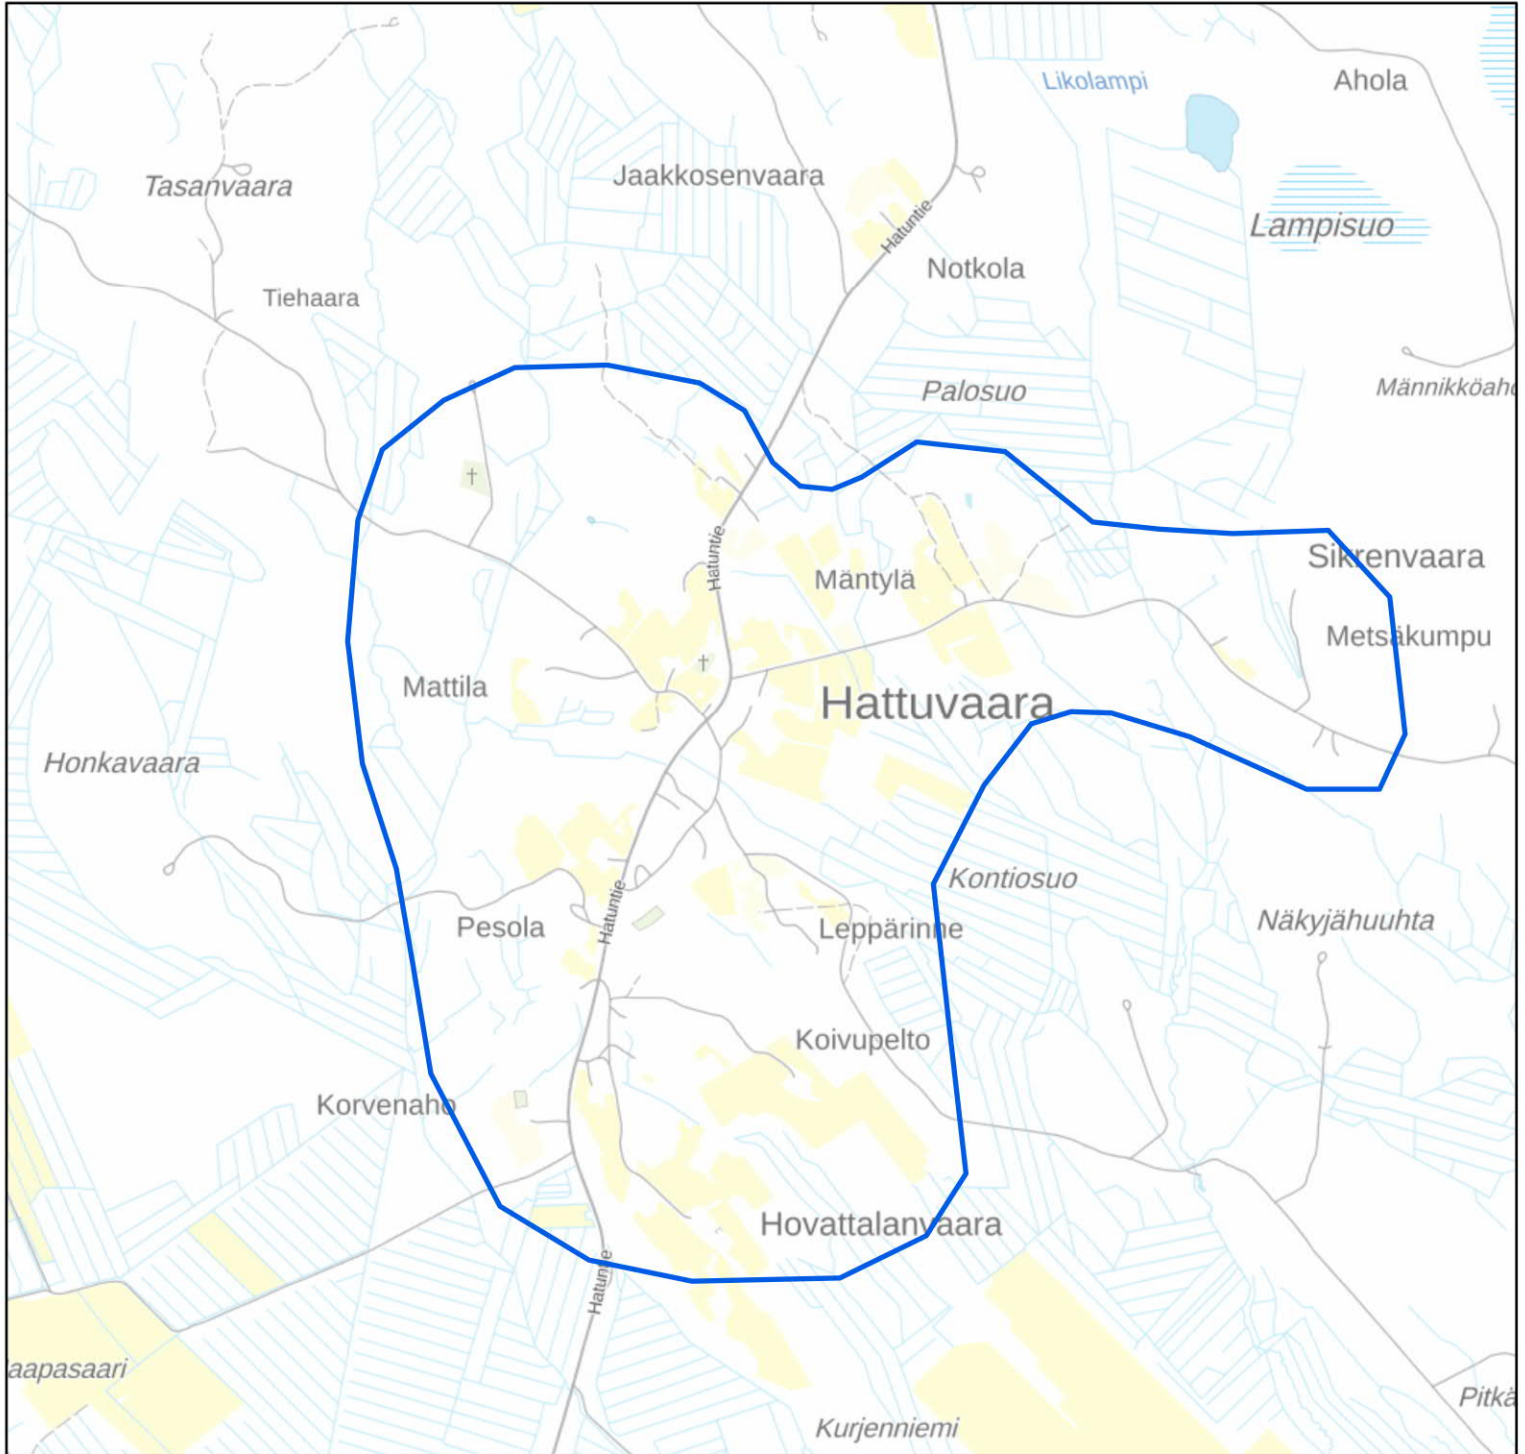 Likolampi
Ahola
Jaakkosenvaara
Tasanvaara
Hatuntie
Lampisuo
Notkola
Tiehaara
Palosuo
Männikköaho
Hatuntie
Sikrenvaara
Mäntylä
Metsäkumpu
Mattila
Hattuvaara
Honkavaara
Kontiosuo
Hatuntie
Pesola
Leppärinne
Näkyjähuuhta
Koivupelto
Korvenaho
Hovattalanvaara
Hatuntie
aapasaari
Pitkä
Kurjenniemi